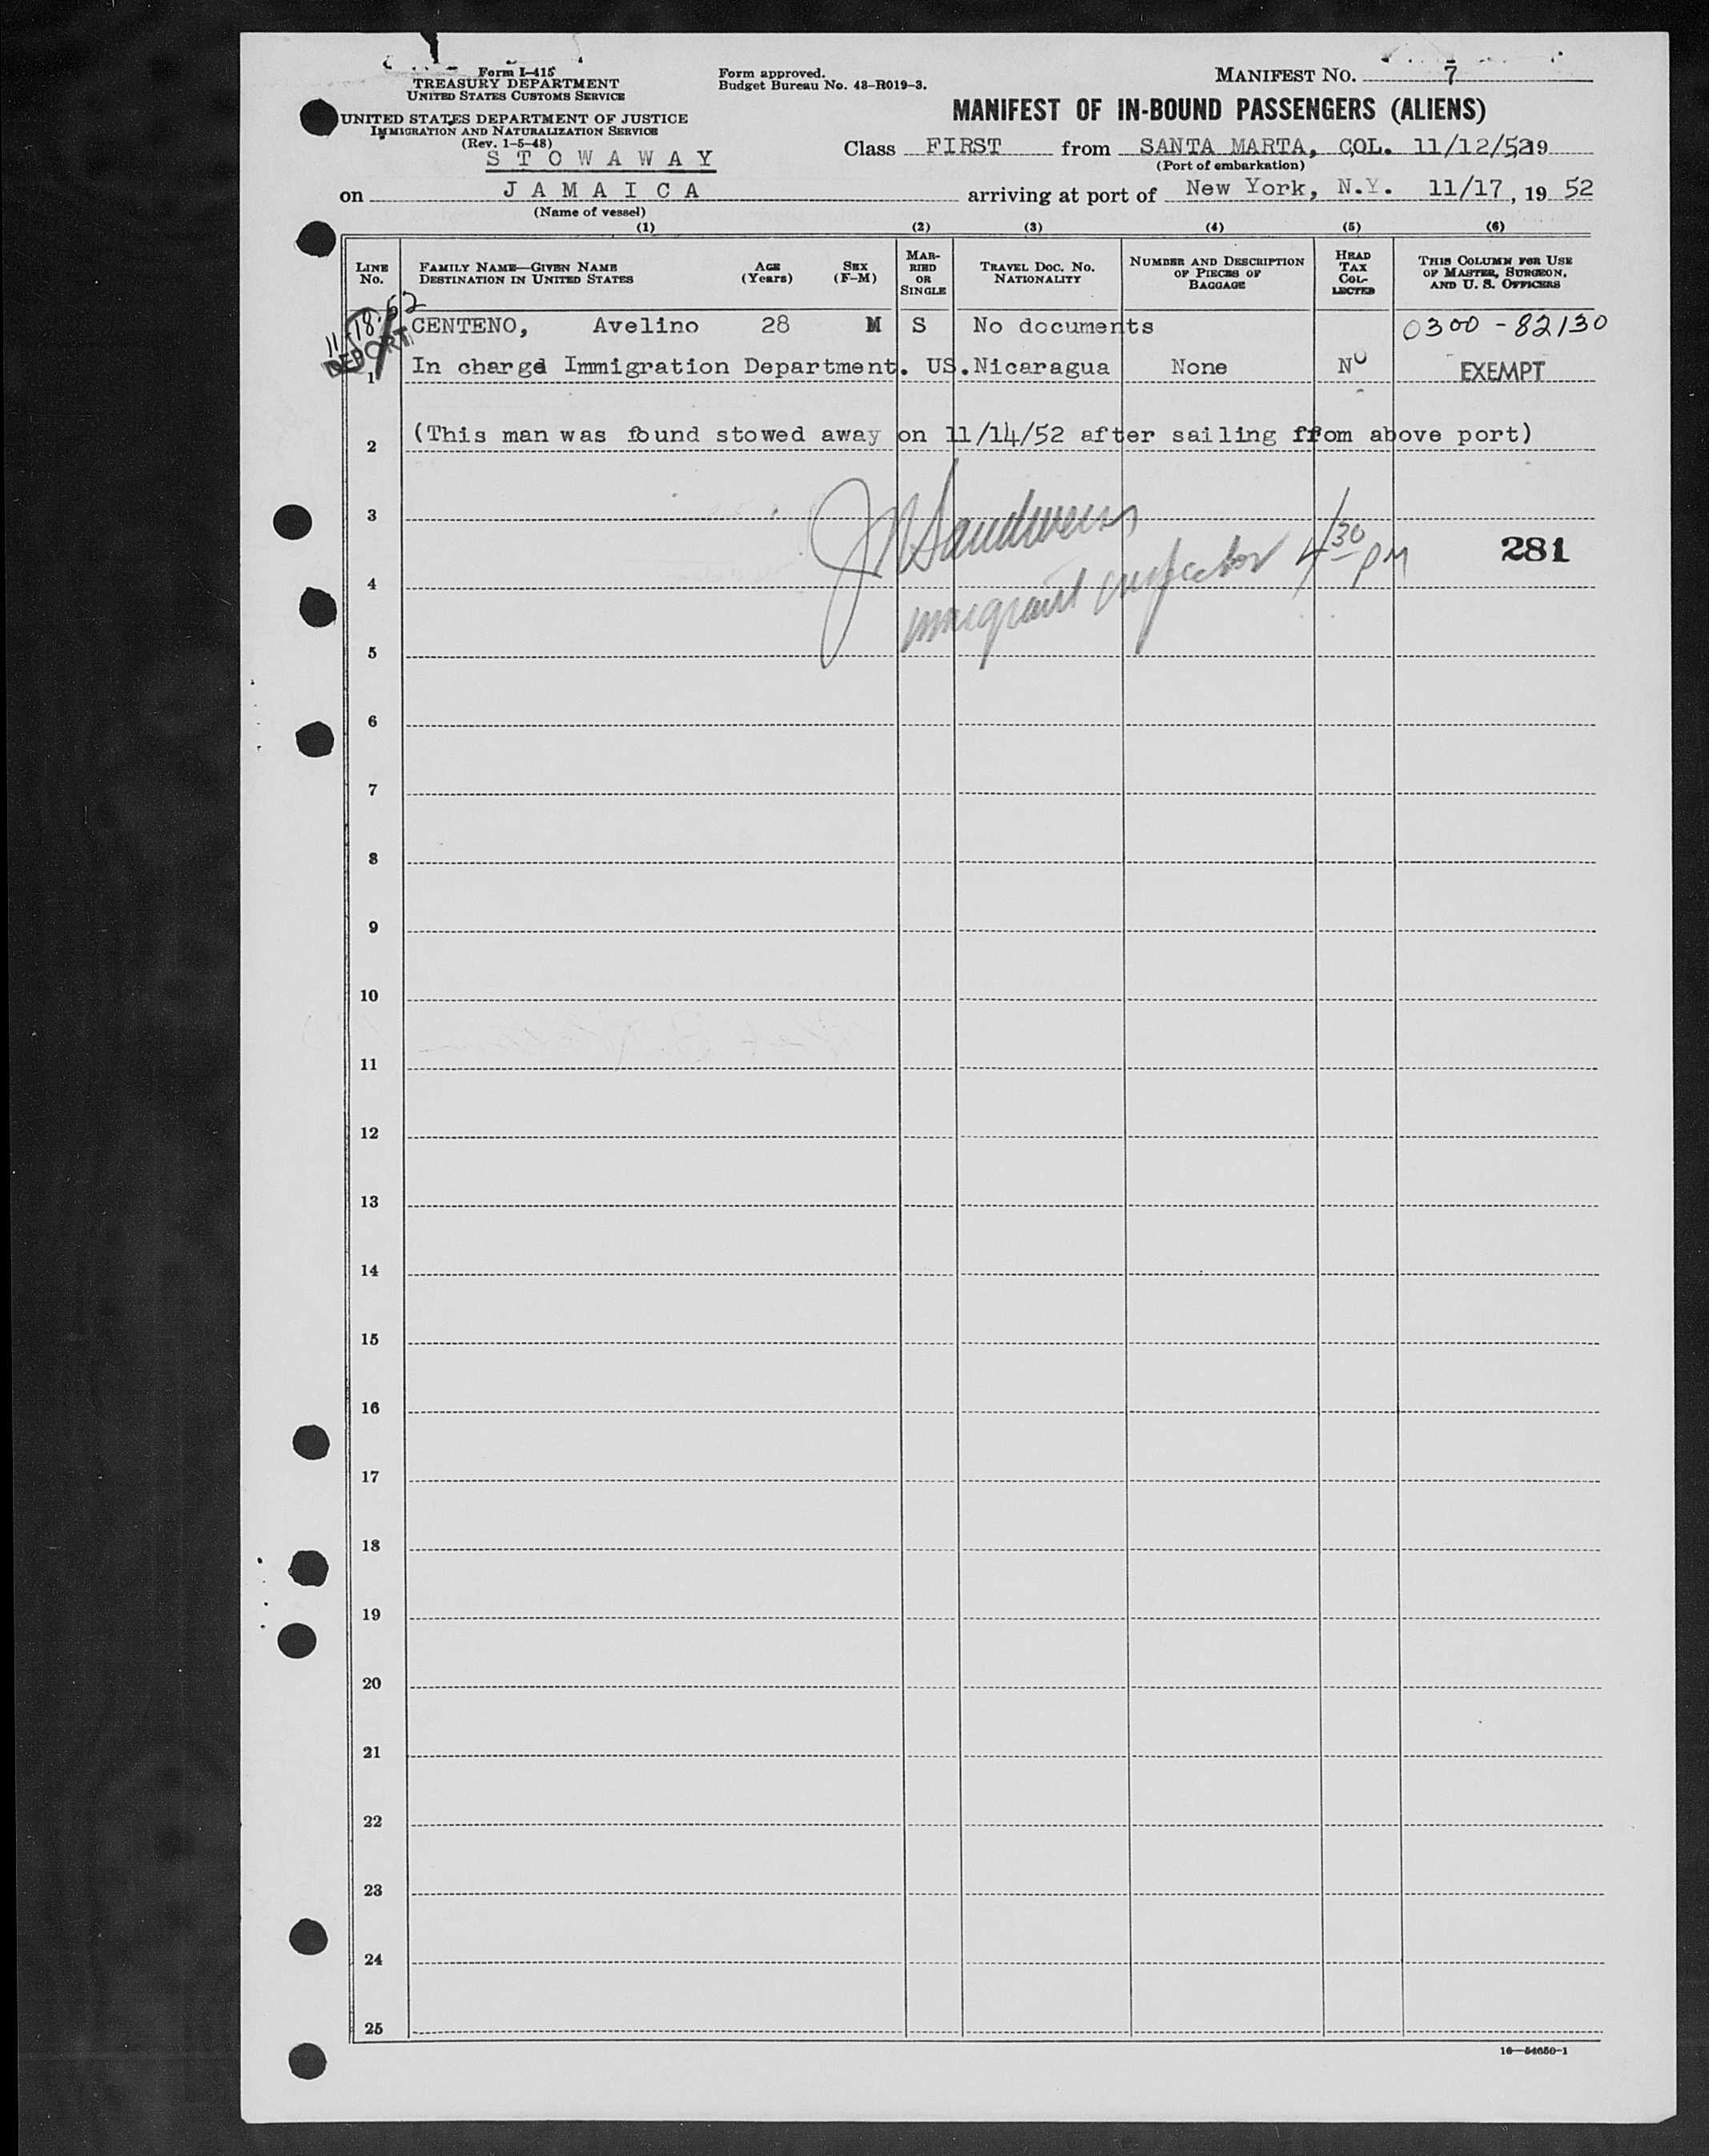 Form I-415
TREASURY DEPARTMENT
UNITED STATES CUSTOMS SERVICE
UNITED STATES DEPARTMENT OF JUSTICE
IMMIGRATION AND NATURALIZATION SERVICE
(Rev. 1-5-48)
Form approved.
Budget Bureau No. 43-R019-3.
MANIFEST NO. 7
MANIFEST OF IN-BOUND PASSENGERS (ALIENS)
S T O W A W A Y
Class FIRST from SANTA MARTA, COL. 11/12/52 19
(Port of embarkation)
on J A M A I C A arriving at port of New York, N.Y. 11/17, 19 52
(Name of vessel)
(1) (2) (3) (4) (5) (6)
LINE NO. FAMILY NAME—GIVEN NAME DESTINATION IN UNITED STATES AGE (Years) SEX (F-M) MARRIED OR SINGLE TRAVEL DOC. NO. NATIONALITY NUMBER AND DESCRIPTION OF PIECES OF BAGGAGE HEAD TAX COLLECTED THIS COLUMN FOR USE OF MASTER, SURGEON, AND U. S. OFFICERS
11/18/52
DEPORT.
CENTENO, Avelino 28 M S No documents 0300-82130
1 In charge Immigration Department. US. Nicaragua None No EXEMPT
2 (This man was found stowed away on 11/14/52 after sailing ffom above port)
3
J Sandweiss
immigrant inspector 4 30 PM
281
4
5
6
7
8
9
10
11
12
13
14
15
16
17
18
19
20
21
22
23
24
25
16—54650-1